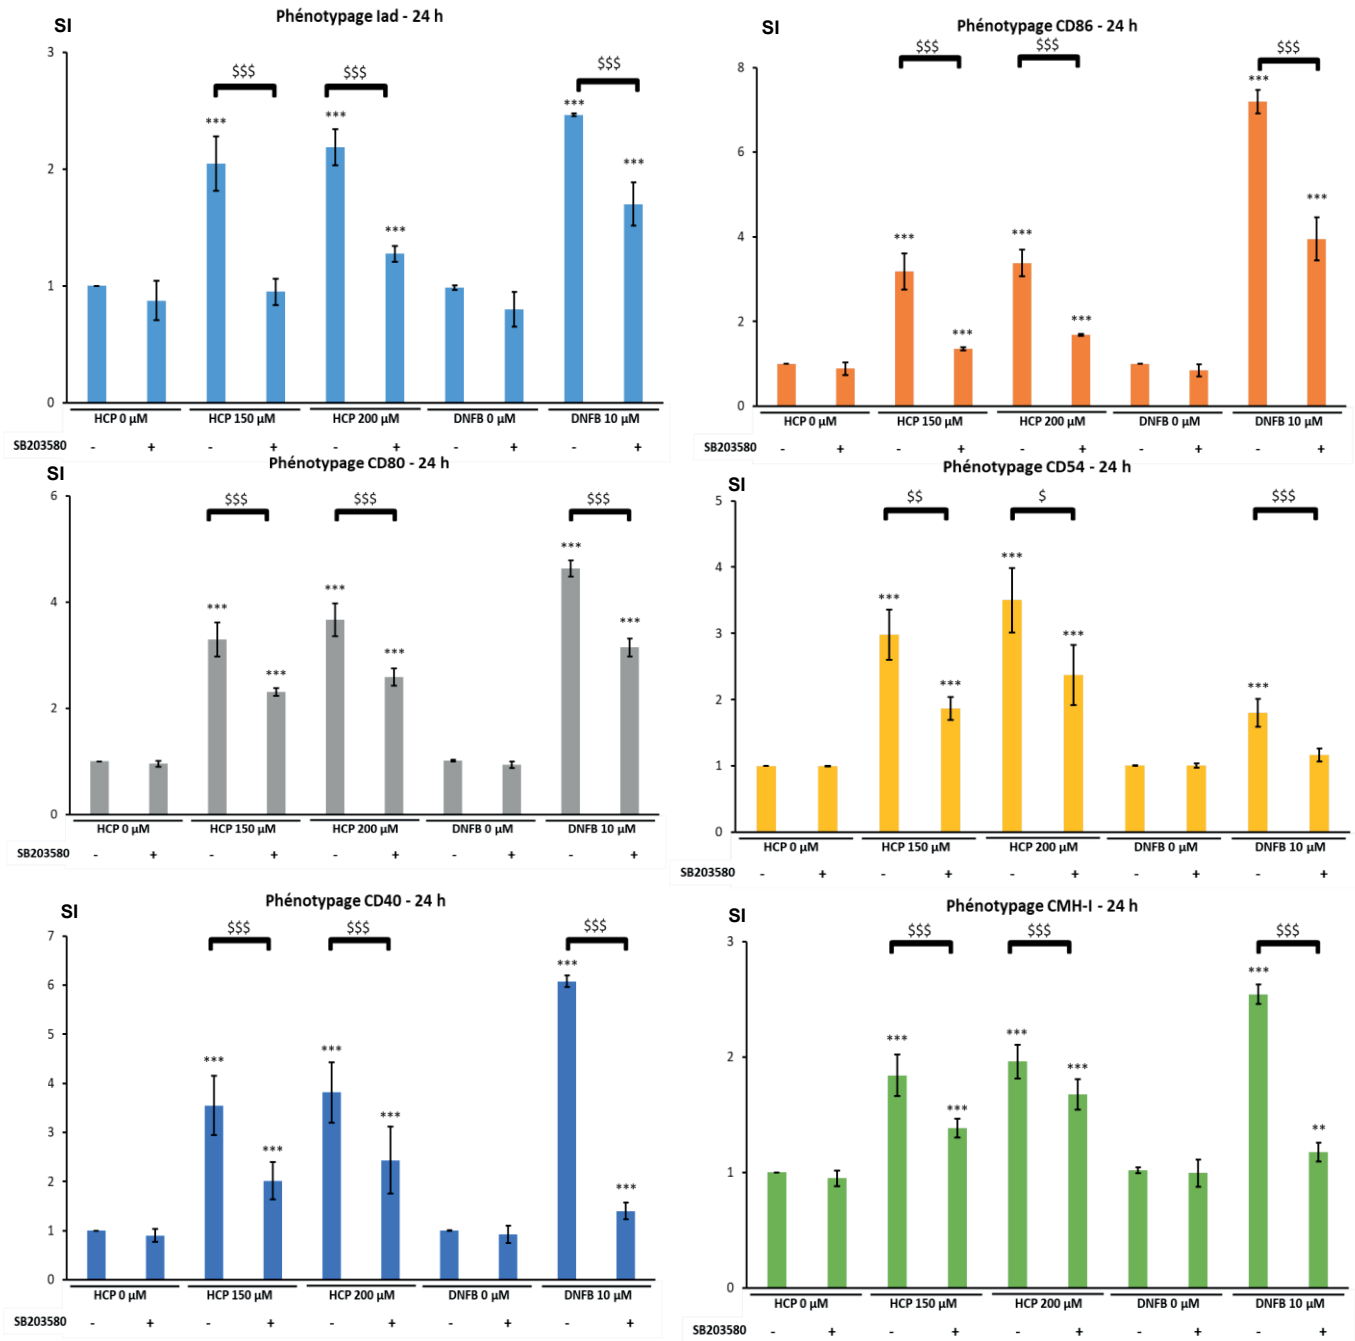 Phénotypage Iad - 24 h
SI
3
2
1
0
$$$
$$$
$$$
***
***
***
***
***
HCP 0 µM
HCP 150 µM
HCP 200 µM
DNFB 0 µM
DNFB 10 µM
SB203580 - + - + - + - + - +
Phénotypage CD86 - 24 h
SI
8
6
4
2
0
$$$
$$$
$$$
***
***
***
***
***
***
HCP 0 µM
HCP 150 µM
HCP 200 µM
DNFB 0 µM
DNFB 10 µM
SB203580 - + - + - + - + - +
Phénotypage CD80 - 24 h
SI
6
4
2
0
$$$
$$$
$$$
***
***
***
***
***
***
HCP 0 µM
HCP 150 µM
HCP 200 µM
DNFB 0 µM
DNFB 10 µM
SB203580 - + - + - + - + - +
Phénotypage CD54 - 24 h
SI
5
4
3
2
1
0
$$
$
$$$
***
***
***
***
***
HCP 0 µM
HCP 150 µM
HCP 200 µM
DNFB 0 µM
DNFB 10 µM
SB203580 - + - + - + - + - +
Phénotypage CD40 - 24 h
SI
7
6
5
4
3
2
1
0
$$$
$$$
$$$
***
***
***
***
***
***
HCP 0 µM
HCP 150 µM
HCP 200 µM
DNFB 0 µM
DNFB 10 µM
SB203580 - + - + - + - + - +
Phénotypage CMH-I - 24 h
SI
3
2
1
0
$$$
$$$
$$$
***
***
***
***
***
**
HCP 0 µM
HCP 150 µM
HCP 200 µM
DNFB 0 µM
DNFB 10 µM
SB203580 - + - + - + - + - +